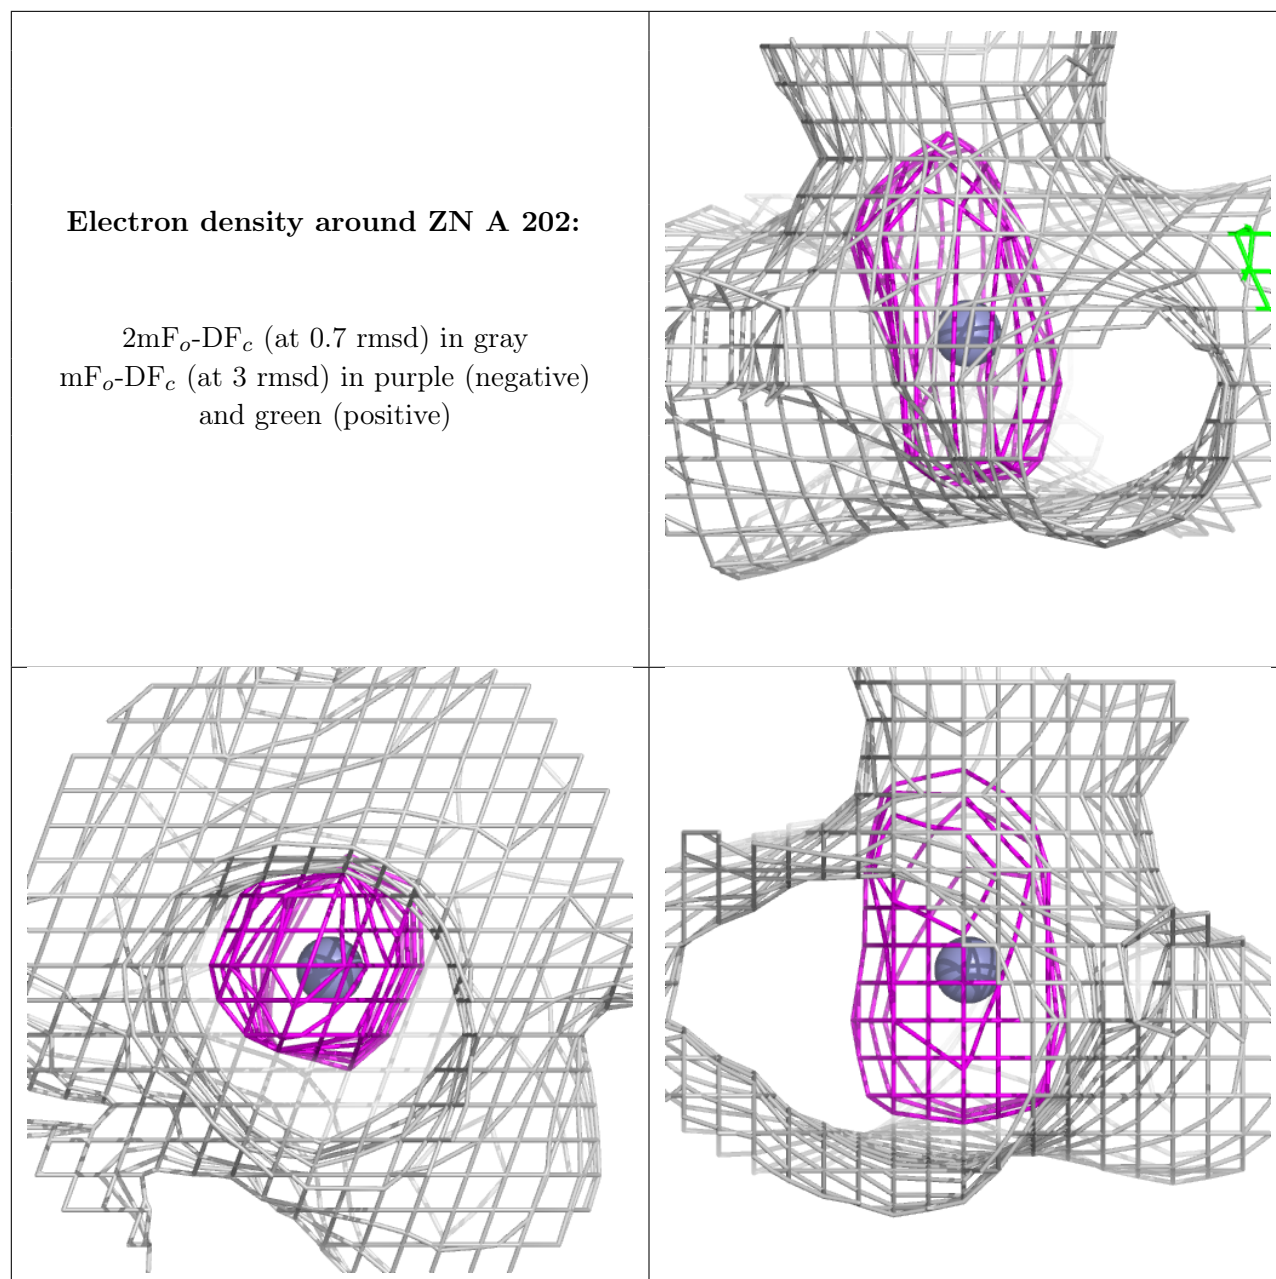 Electron density around ZN A 202:
2mFo-DFc (at 0.7 rmsd) in gray
mFo-DFc (at 3 rmsd) in purple (negative)
and green (positive)